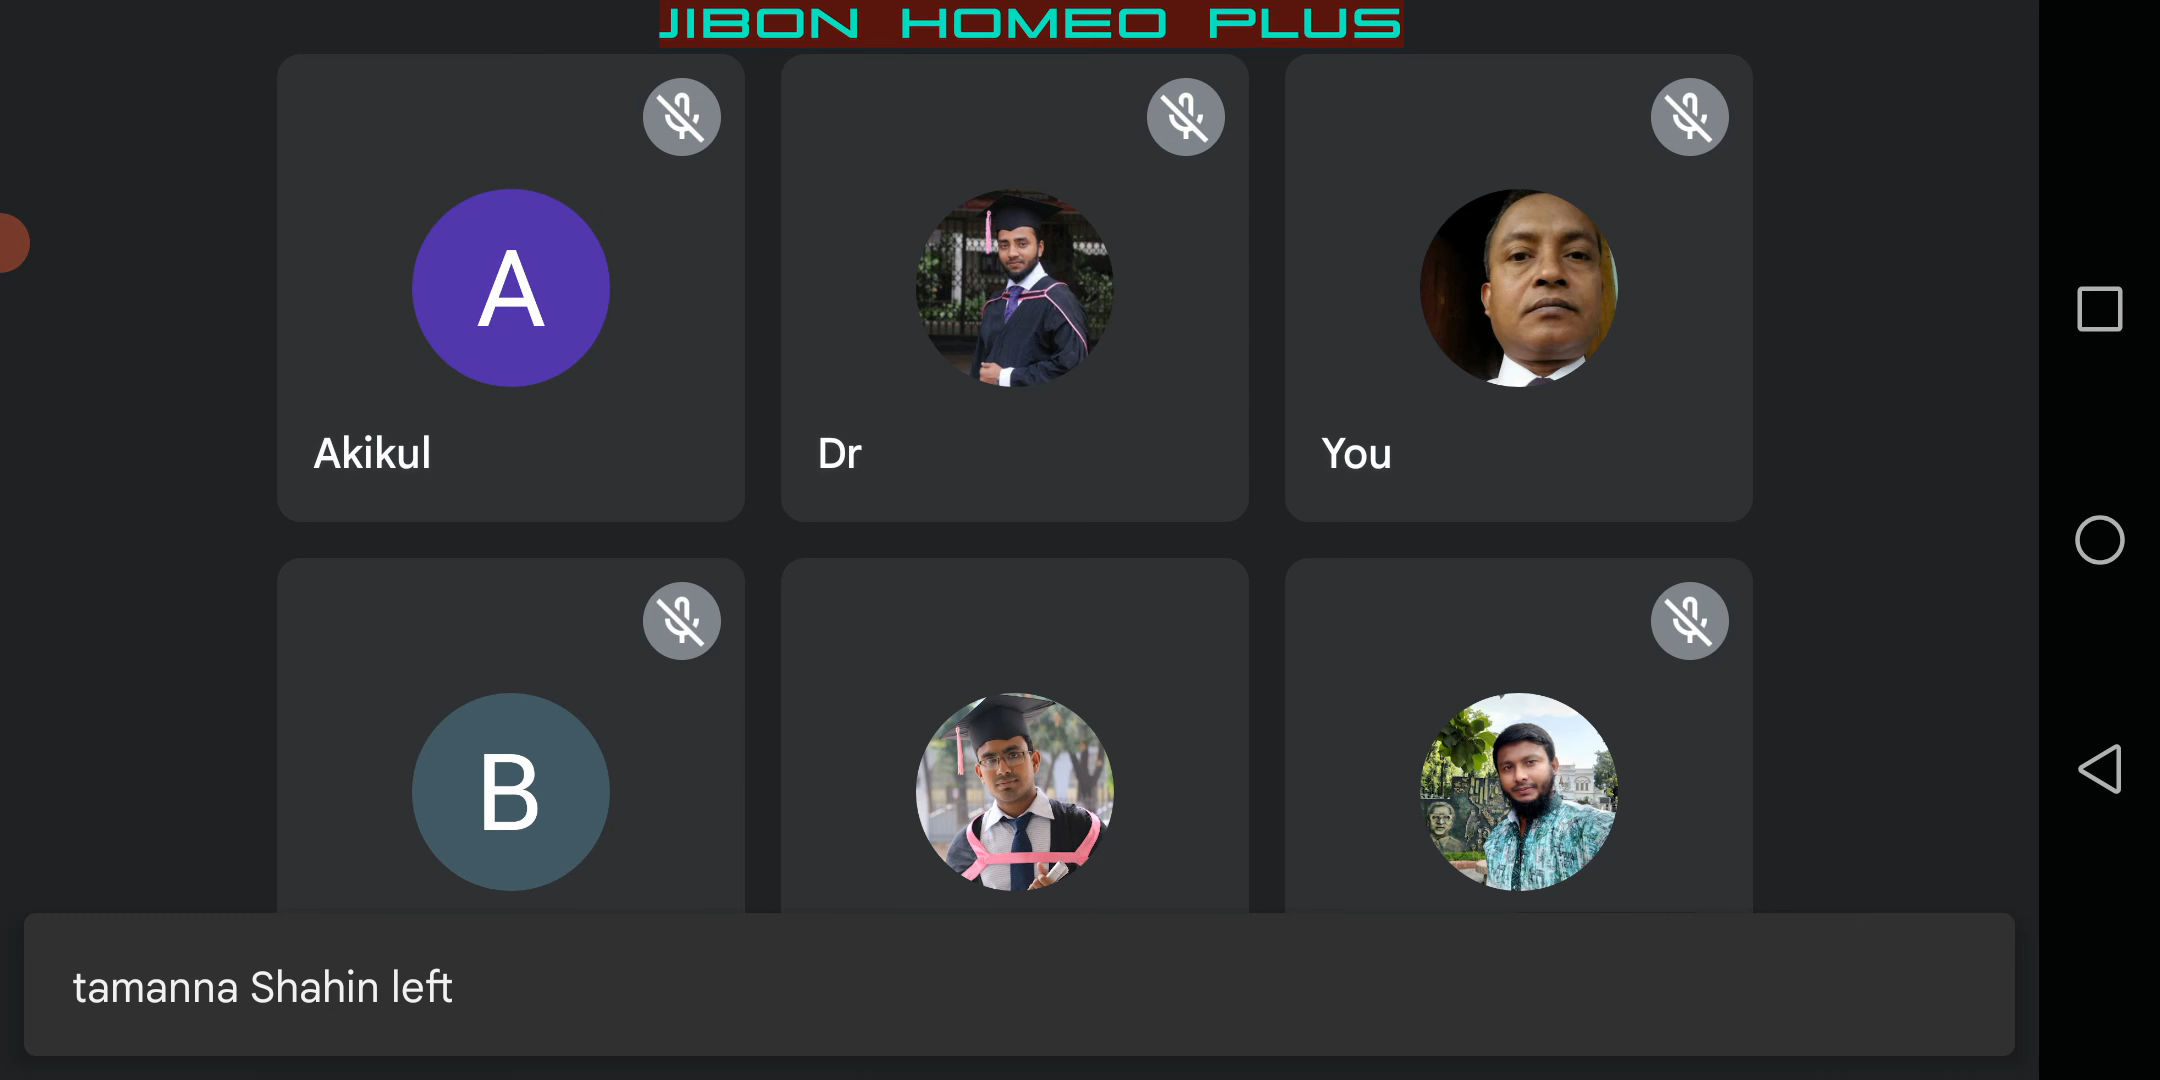 JIBON HOMEO PLUS
A
Akikul
Dr
You
B
tamanna Shahin left